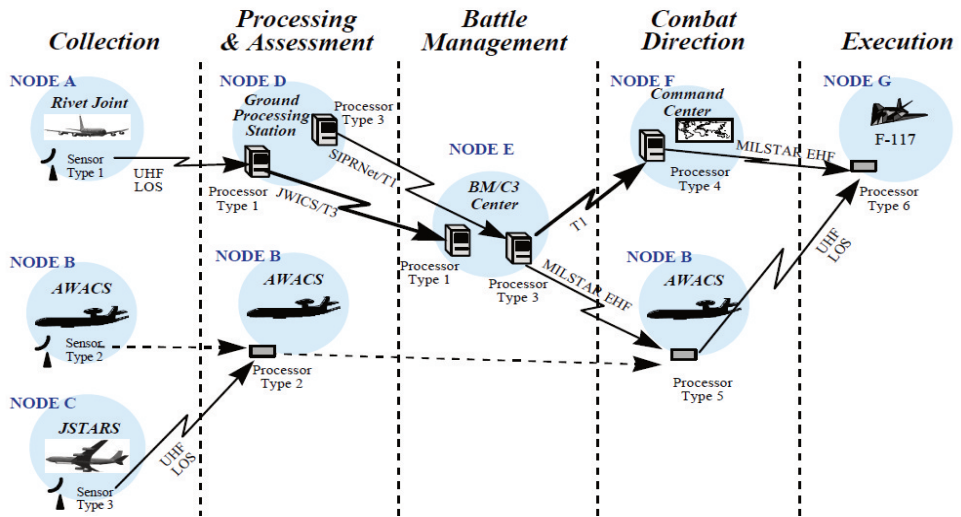 Collection
Processing
& Assessment
Battle
Management
Combat
Direction
Execution
NODE A
Rivet Joint
Sensor
Type 1
UHF
LOS
NODE D
Ground
Processing
Station
Processor
Type 3
Processor
Type 1
SIPRNet/T1
JWICS/T3
NODE E
BM/C3
Center
Processor
Type 1
Processor
Type 3
T1
MILSTAR EHF
NODE F
Command
Center
Processor
Type 4
MILSTAR EHF
NODE G
F-117
Processor
Type 6
UHF
LOS
NODE B
AWACS
Sensor
Type 2
NODE B
AWACS
Processor
Type 2
NODE B
AWACS
Processor
Type 5
NODE C
JSTARS
Sensor
Type 3
UHF
LOS